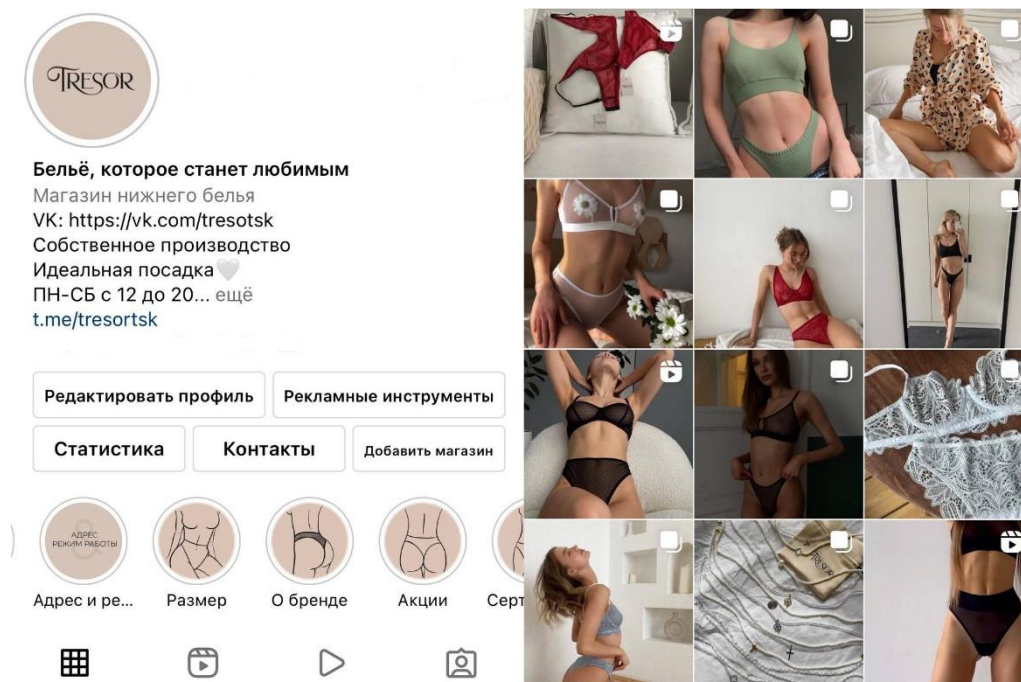 TRESOR
Бельё, которое станет любимым
Магазин нижнего белья
VK: https://vk.com/tresotsk
Собственное производство
Идеальная посадка🤍
ПН-СБ с 12 до 20... ещё
t.me/tresortsk
Редактировать профиль
Рекламные инструменты
Статистика
Контакты
Добавить магазин
&
АДРЕС
РЕЖИМ РАБОТЫ
Адрес и ре...
Размер
О бренде
Акции
Серт
TRESOR